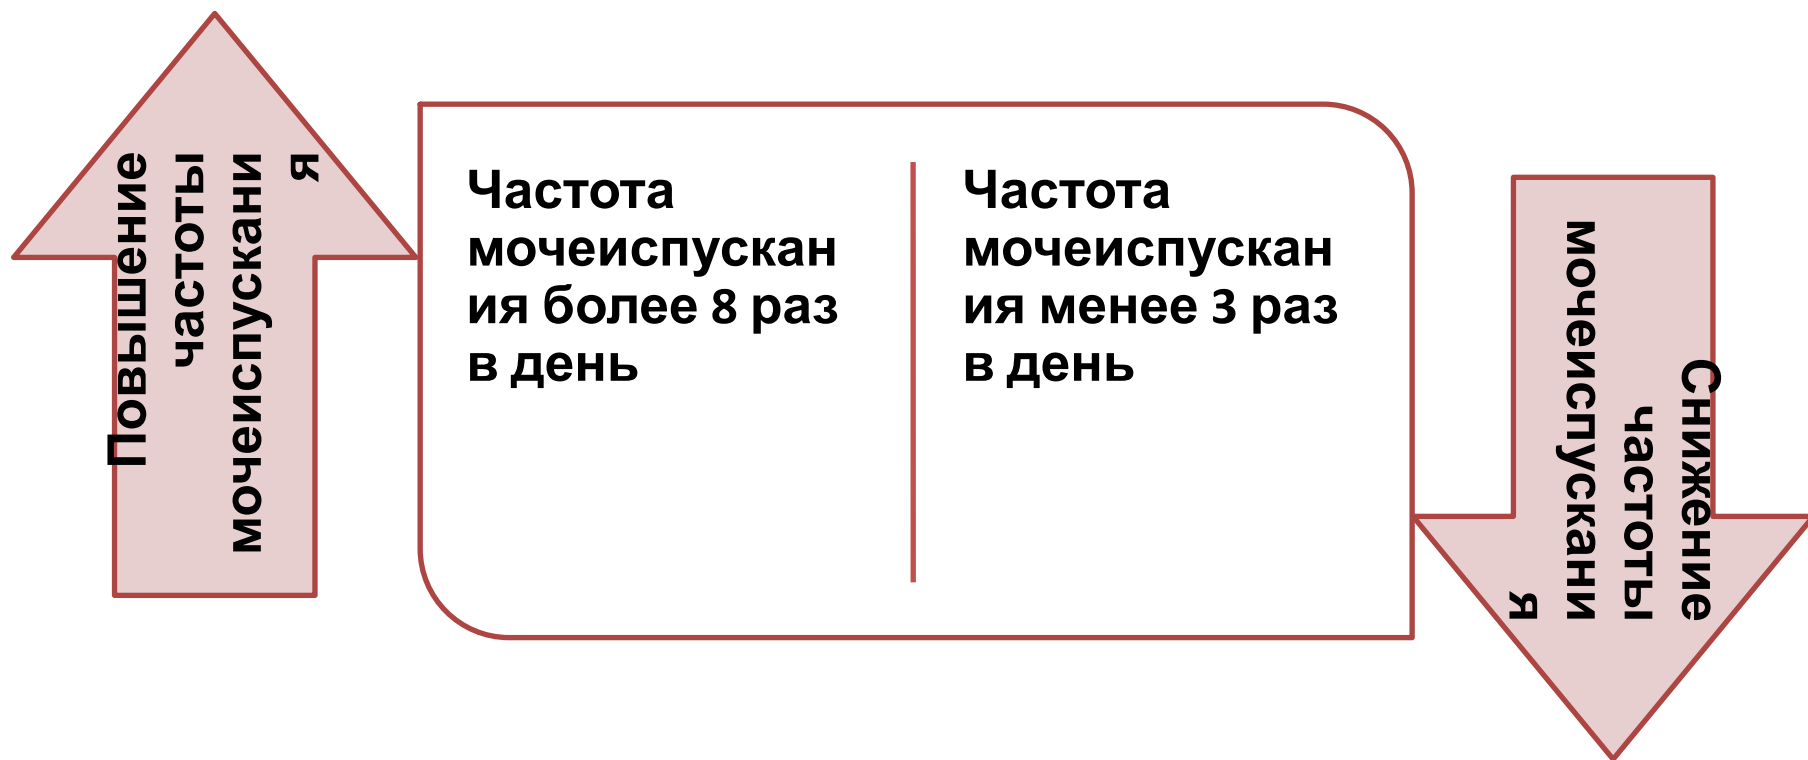 Повышение
частоты
мочеиспускани
я
Частота
мочеиспускан
ия более 8 раз
в день
Частота
мочеиспускан
ия менее 3 раз
в день
Снижение
частоты
мочеиспускани
я